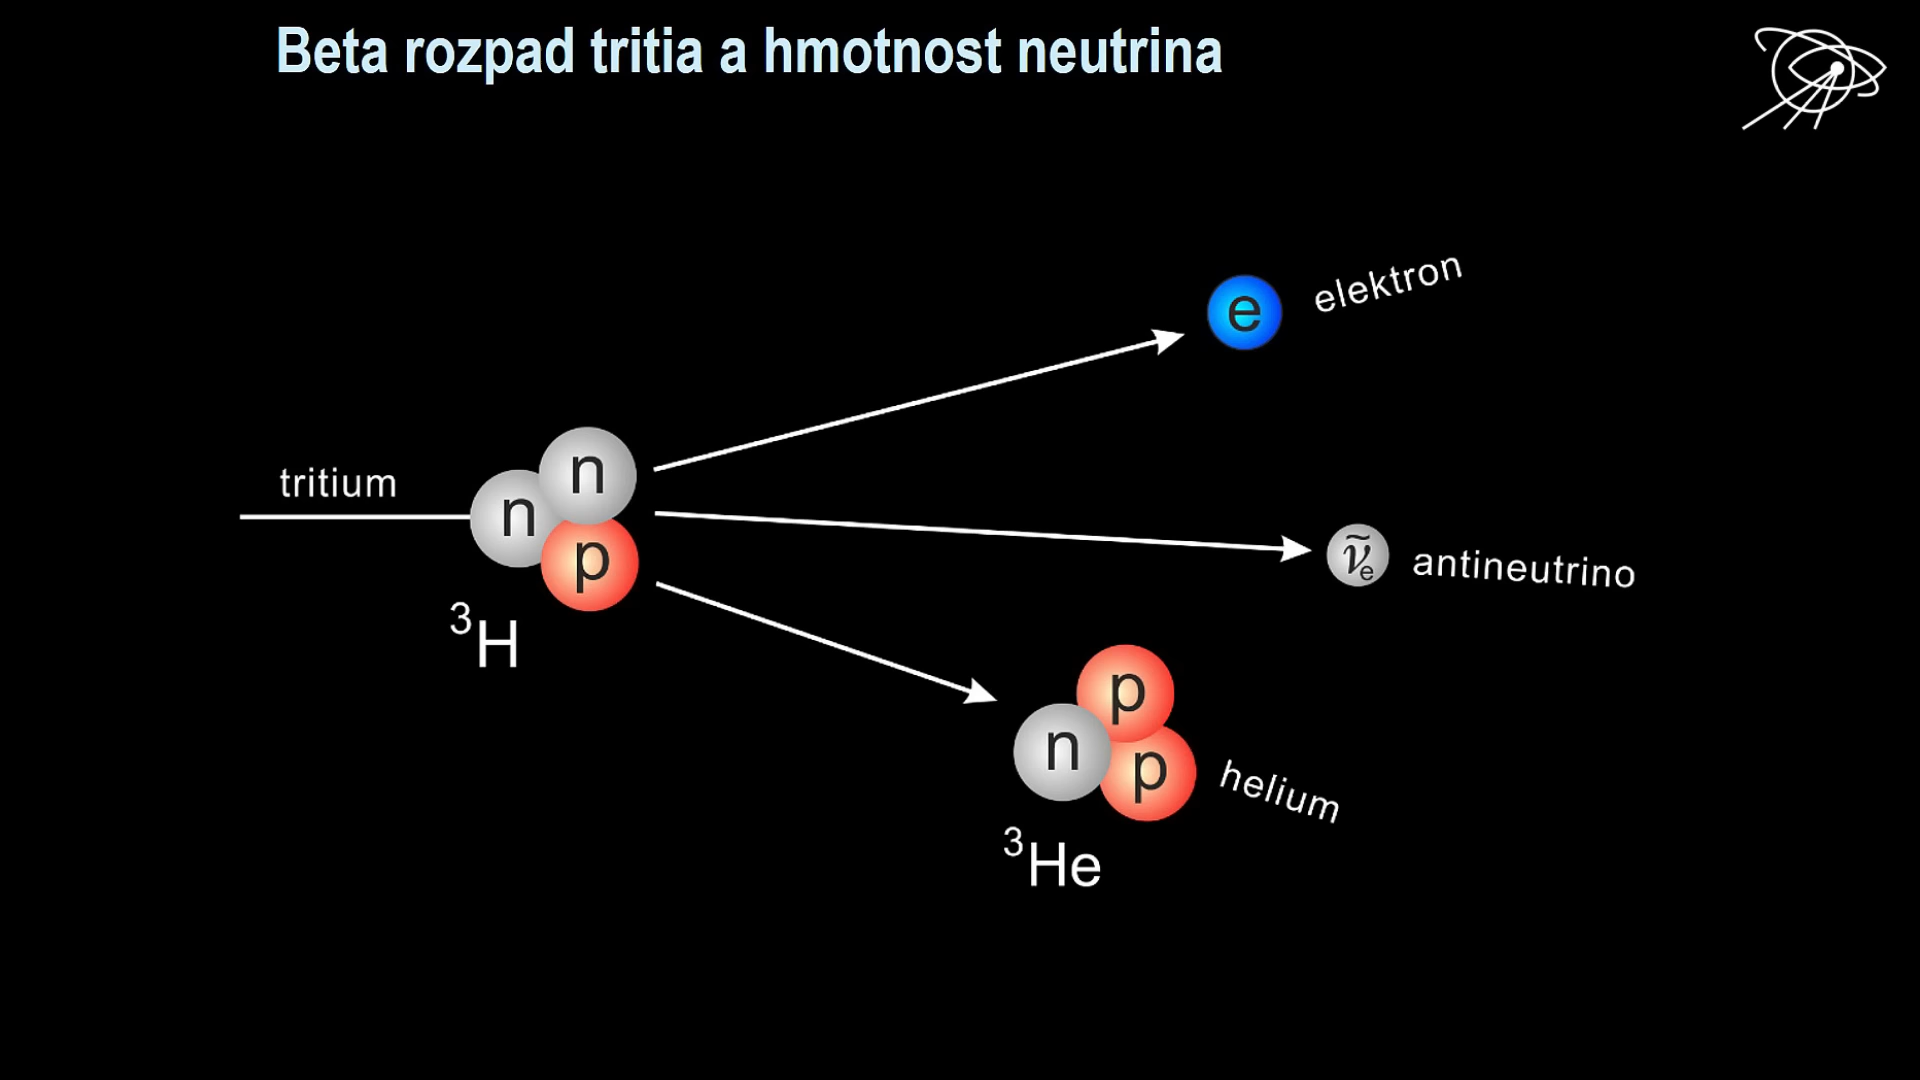 Beta rozpad tritia a hmotnost neutrina
e
elektron
tritium
n
n
p
³H
ν̃ₑ
antineutrino
p
n
p
helium
³He